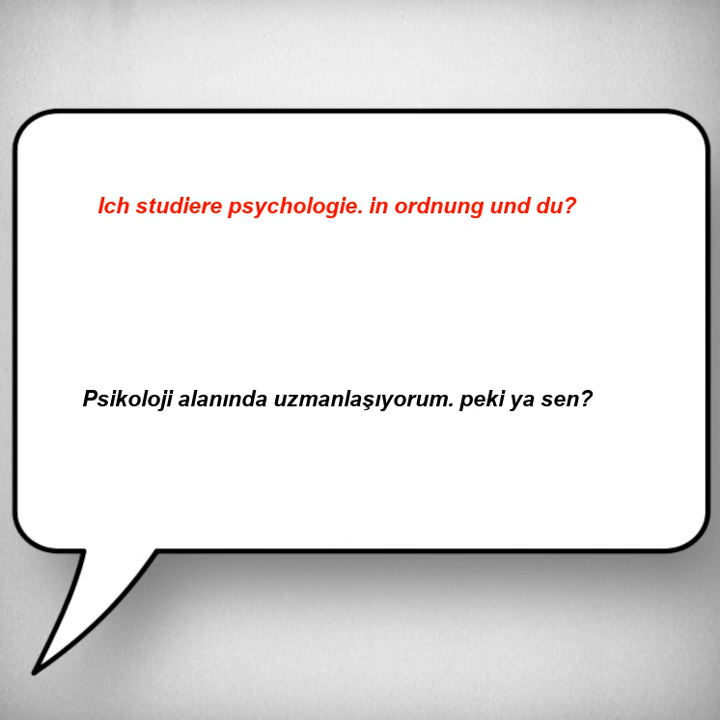 Ich studiere psychologie. in ordnung und du?
Psikoloji alanında uzmanlaşıyorum. peki ya sen?